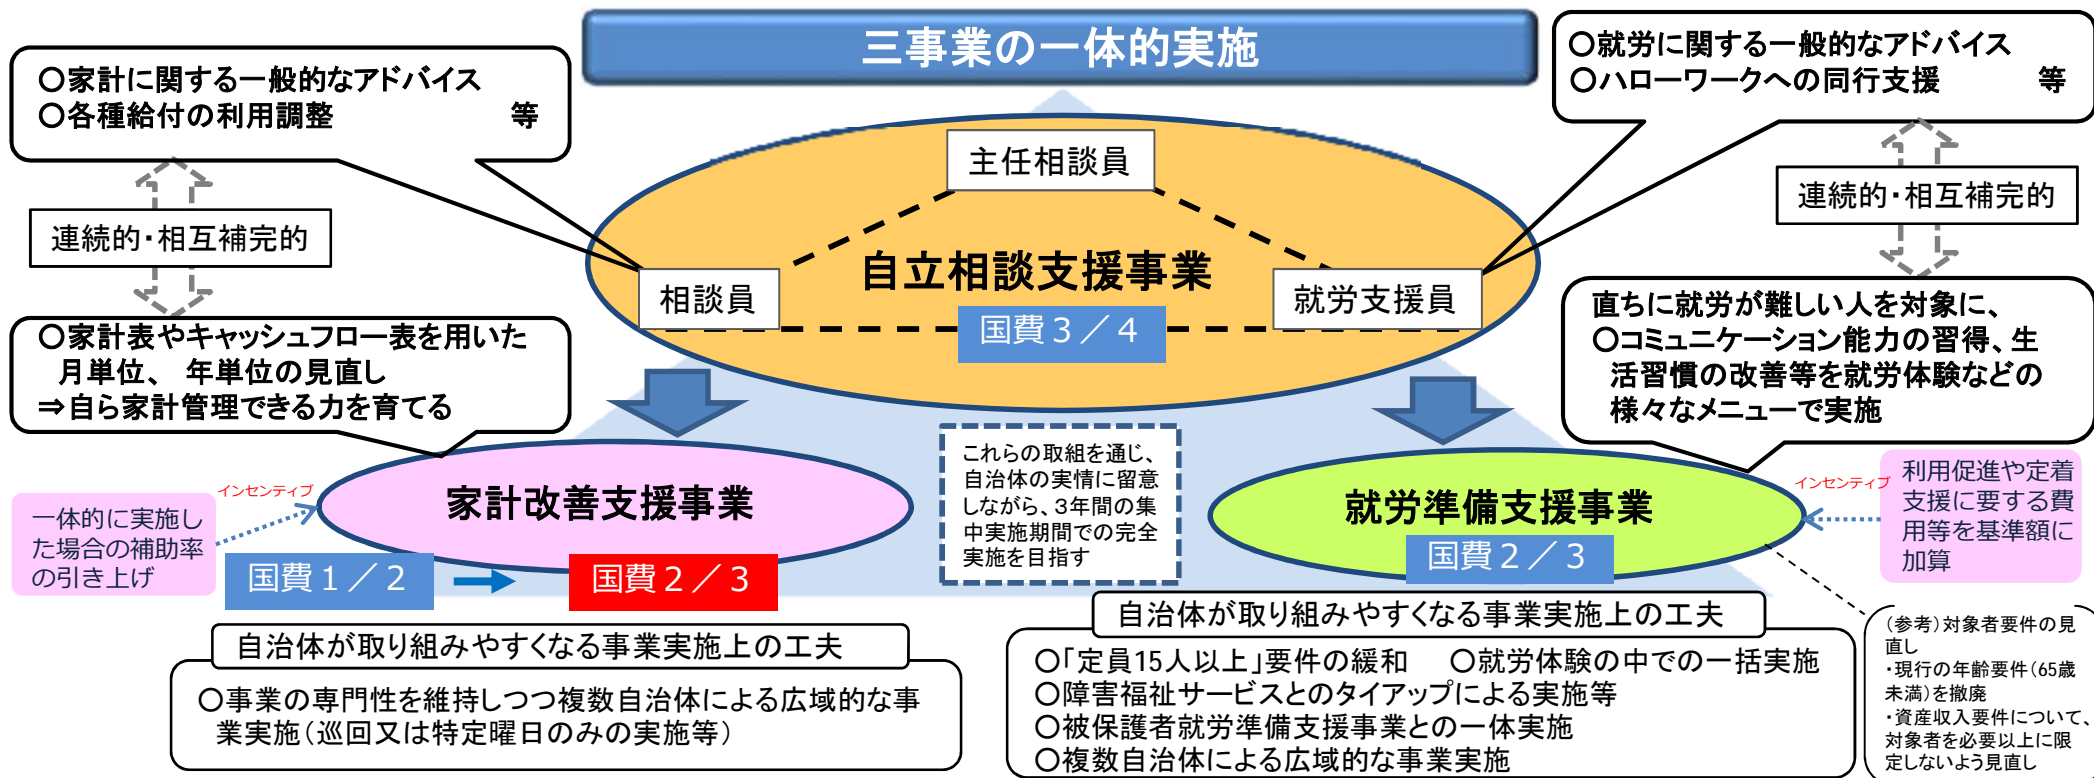 三事業の一体的実施
○家計に関する一般的なアドバイス
○各種給付の利用調整　等
○就労に関する一般的なアドバイス
○ハローワークへの同行支援　等
連続的・相互補完的
連続的・相互補完的
主任相談員
自立相談支援事業
相談員
就労支援員
国費３／４
○家計表やキャッシュフロー表を用いた
月単位、 年単位の見直し
⇒自ら家計管理できる力を育てる
直ちに就労が難しい人を対象に、
○コミュニケーション能力の習得、生
活習慣の改善等を就労体験などの
様々なメニューで実施
これらの取組を通じ、
自治体の実情に留意
しながら、3年間の集
中実施期間での完全
実施を目指す
インセンティブ
一体的に実施し
た場合の補助率
の引き上げ
家計改善支援事業
国費１／２
国費２／３
就労準備支援事業
国費２／３
インセンティブ
利用促進や定着
支援に要する費
用等を基準額に
加算
自治体が取り組みやすくなる事業実施上の工夫
○事業の専門性を維持しつつ複数自治体による広域的な事
業実施（巡回又は特定曜日のみの実施等）
自治体が取り組みやすくなる事業実施上の工夫
○「定員15人以上」要件の緩和　○就労体験の中での一括実施
○障害福祉サービスとのタイアップによる実施等
○被保護者就労準備支援事業との一体実施
○複数自治体による広域的な事業実施
（参考）対象者要件の見
直し
・現行の年齢要件（65歳
未満）を撤廃
・資産収入要件について、
対象者を必要以上に限
定しないよう見直し